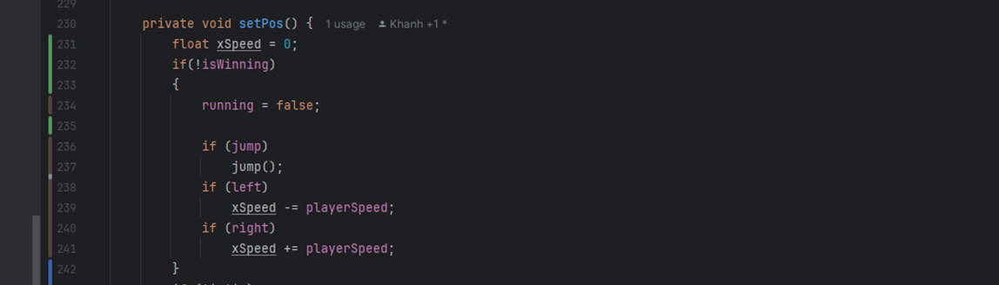 229
230 private void setPos() { 1 usage Khanh +1 *
231 float xSpeed = 0;
232 if(!isWinning)
233 {
234 running = false;
235
236 if (jump)
237 jump();
238 if (left)
239 xSpeed -= playerSpeed;
240 if (right)
241 xSpeed += playerSpeed;
242 }